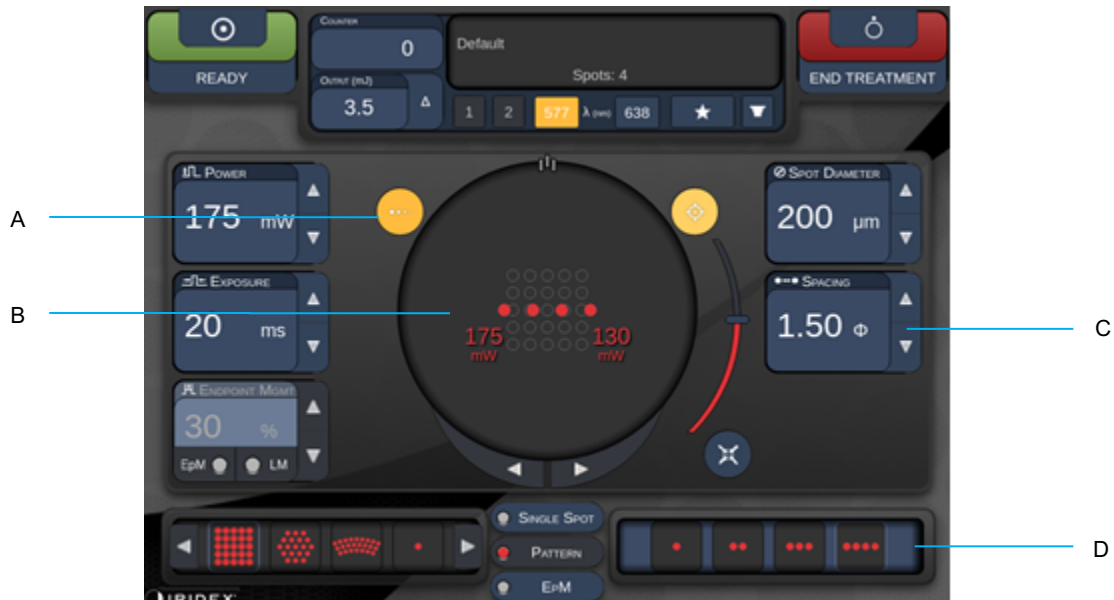 COUNTER
0
Default
Spots: 4
READY
END TREATMENT
OUTPUT (mJ)
3.5
Δ
1 2 577 λ (nm) 638
POWER
175 mW
SPOT DIAMETER
200 µm
A
EXPOSURE
20 ms
SPACING
1.50 Φ
B
C
175 mW
130 mW
ENDPOINT MGMT
30 %
EpM LM
SINGLE SPOT
PATTERN
D
EPM
IRIDEX